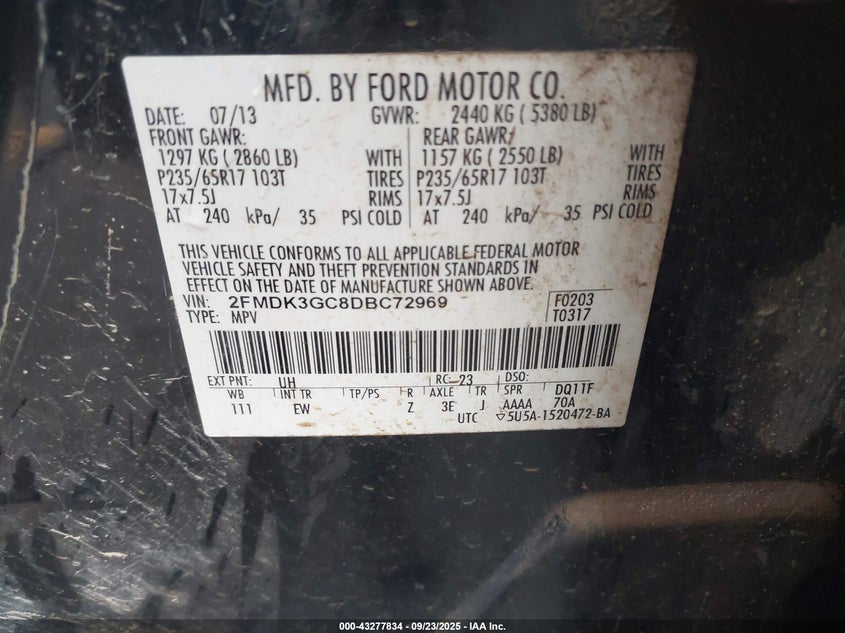 MFD. BY FORD MOTOR CO.
DATE: 07/13 GVWR: 2440 KG ( 5380 LB)
FRONT GAWR: REAR GAWR:
1297 KG ( 2860 LB) WITH 1157 KG ( 2550 LB) WITH
P235/65R17 103T TIRES P235/65R17 103T TIRES
17x7.5J RIMS 17x7.5J RIMS
AT 240 kPa/ 35 PSI COLD AT 240 kPa/ 35 PSI COLD
THIS VEHICLE CONFORMS TO ALL APPLICABLE FEDERAL MOTOR
VEHICLE SAFETY AND THEFT PREVENTION STANDARDS IN
EFFECT ON THE DATE OF MANUFACTURE SHOWN ABOVE.
VIN: 2FMDK3GC8DBC72969 F0203
TYPE: MPV T0317
EXT PNT: UH RC: 23 DSO:
WB INT TR TP/PS R AXLE TR SPR DQ11F
111 EW Z 3E J AAAA 70A
UTC ▽5U5A-1520472-BA
000-43277834 - 09/23/2025 - IAA Inc.